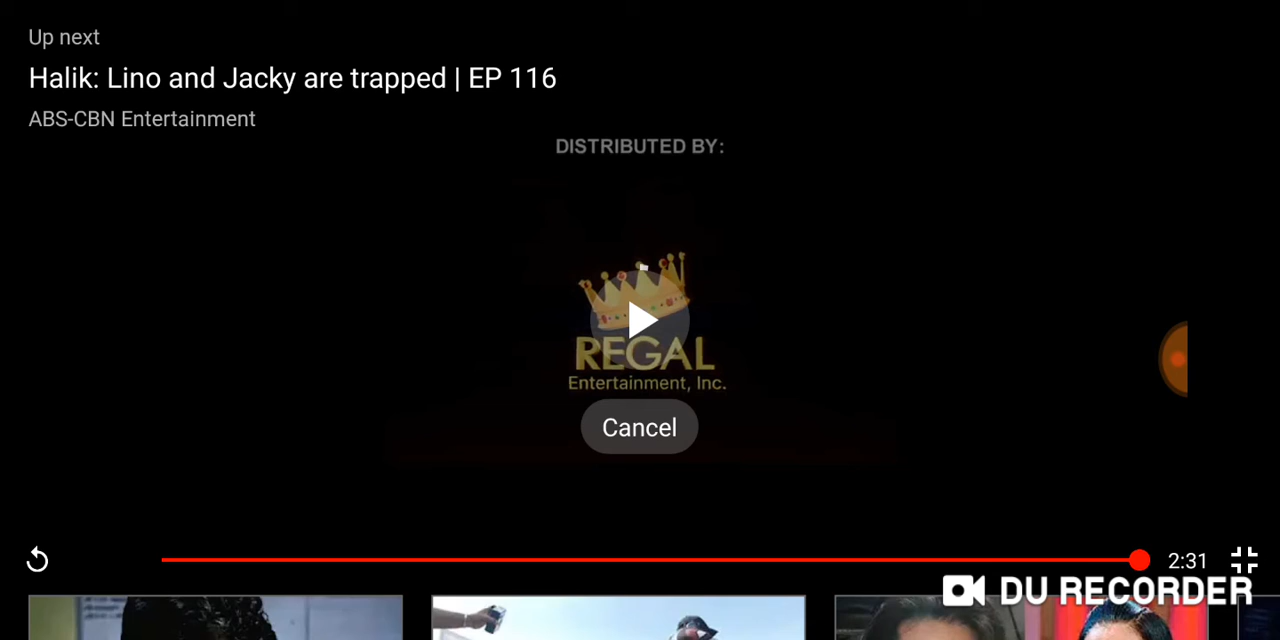 Up next
Halik: Lino and Jacky are trapped | EP 116
ABS-CBN Entertainment
DISTRIBUTED BY:
REGAL
Entertainment, Inc.
Cancel
2:31
DU RECORDER